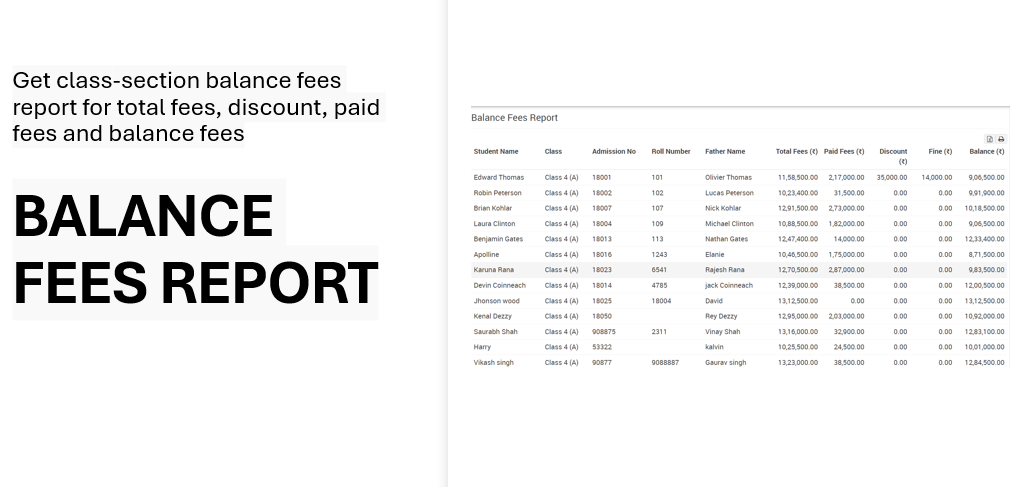 Get class-section balance fees
report for total fees, discount, paid
fees and balance fees
BALANCE
FEES REPORT
Balance Fees Report
Student Name Class Admission No Roll Number Father Name Total Fees (₹) Paid Fees (₹) Discount (₹) Fine (₹) Balance (₹)
Edward Thomas Class 4 (A) 18001 101 Olivier Thomas 11,58,500.00 2,17,000.00 35,000.00 14,000.00 9,06,500.00
Robin Peterson Class 4 (A) 18002 102 Lucas Peterson 10,23,400.00 31,500.00 0.00 0.00 9,91,900.00
Brian Kohlar Class 4 (A) 18007 107 Nick Kohlar 12,91,500.00 2,73,000.00 0.00 0.00 10,18,500.00
Laura Clinton Class 4 (A) 18004 109 Michael Clinton 10,88,500.00 1,82,000.00 0.00 0.00 9,06,500.00
Benjamin Gates Class 4 (A) 18013 113 Nathan Gates 12,47,400.00 14,000.00 0.00 0.00 12,33,400.00
Apolline Class 4 (A) 18016 1243 Elanie 10,46,500.00 1,75,000.00 0.00 0.00 8,71,500.00
Karuna Rana Class 4 (A) 18023 6541 Rajesh Rana 12,70,500.00 2,87,000.00 0.00 0.00 9,83,500.00
Devin Coinneach Class 4 (A) 18014 4785 jack Coinneach 12,39,000.00 38,500.00 0.00 0.00 12,00,500.00
Jhonson wood Class 4 (A) 18025 18004 David 13,12,500.00 0.00 0.00 0.00 13,12,500.00
Kenal Dezzy Class 4 (A) 18050 Rey Dezzy 12,95,000.00 2,03,000.00 0.00 0.00 10,92,000.00
Saurabh Shah Class 4 (A) 908875 2311 Vinay Shah 13,16,000.00 32,900.00 0.00 0.00 12,83,100.00
Harry Class 4 (A) 53322 kalvin 10,25,500.00 24,500.00 0.00 0.00 10,01,000.00
Vikash singh Class 4 (A) 90877 9088887 Gaurav singh 13,23,000.00 38,500.00 0.00 0.00 12,84,500.00